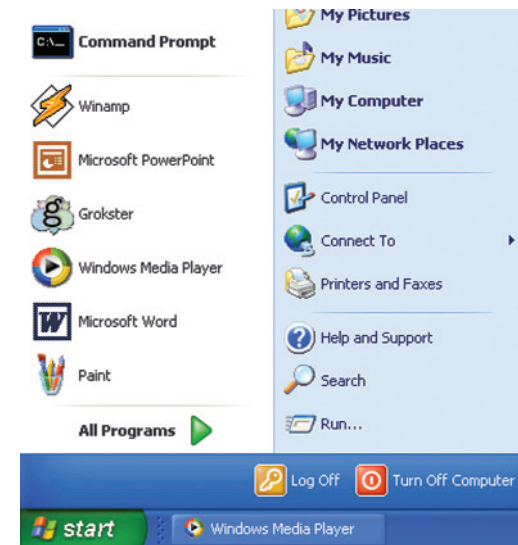 C:\_ Command Prompt
Winamp
Microsoft PowerPoint
g Grokster
Windows Media Player
W Microsoft Word
Paint
All Programs
My Pictures
My Music
My Computer
My Network Places
Control Panel
Connect To
Printers and Faxes
? Help and Support
Search
Run...
Log Off
Turn Off Computer
start
Windows Media Player